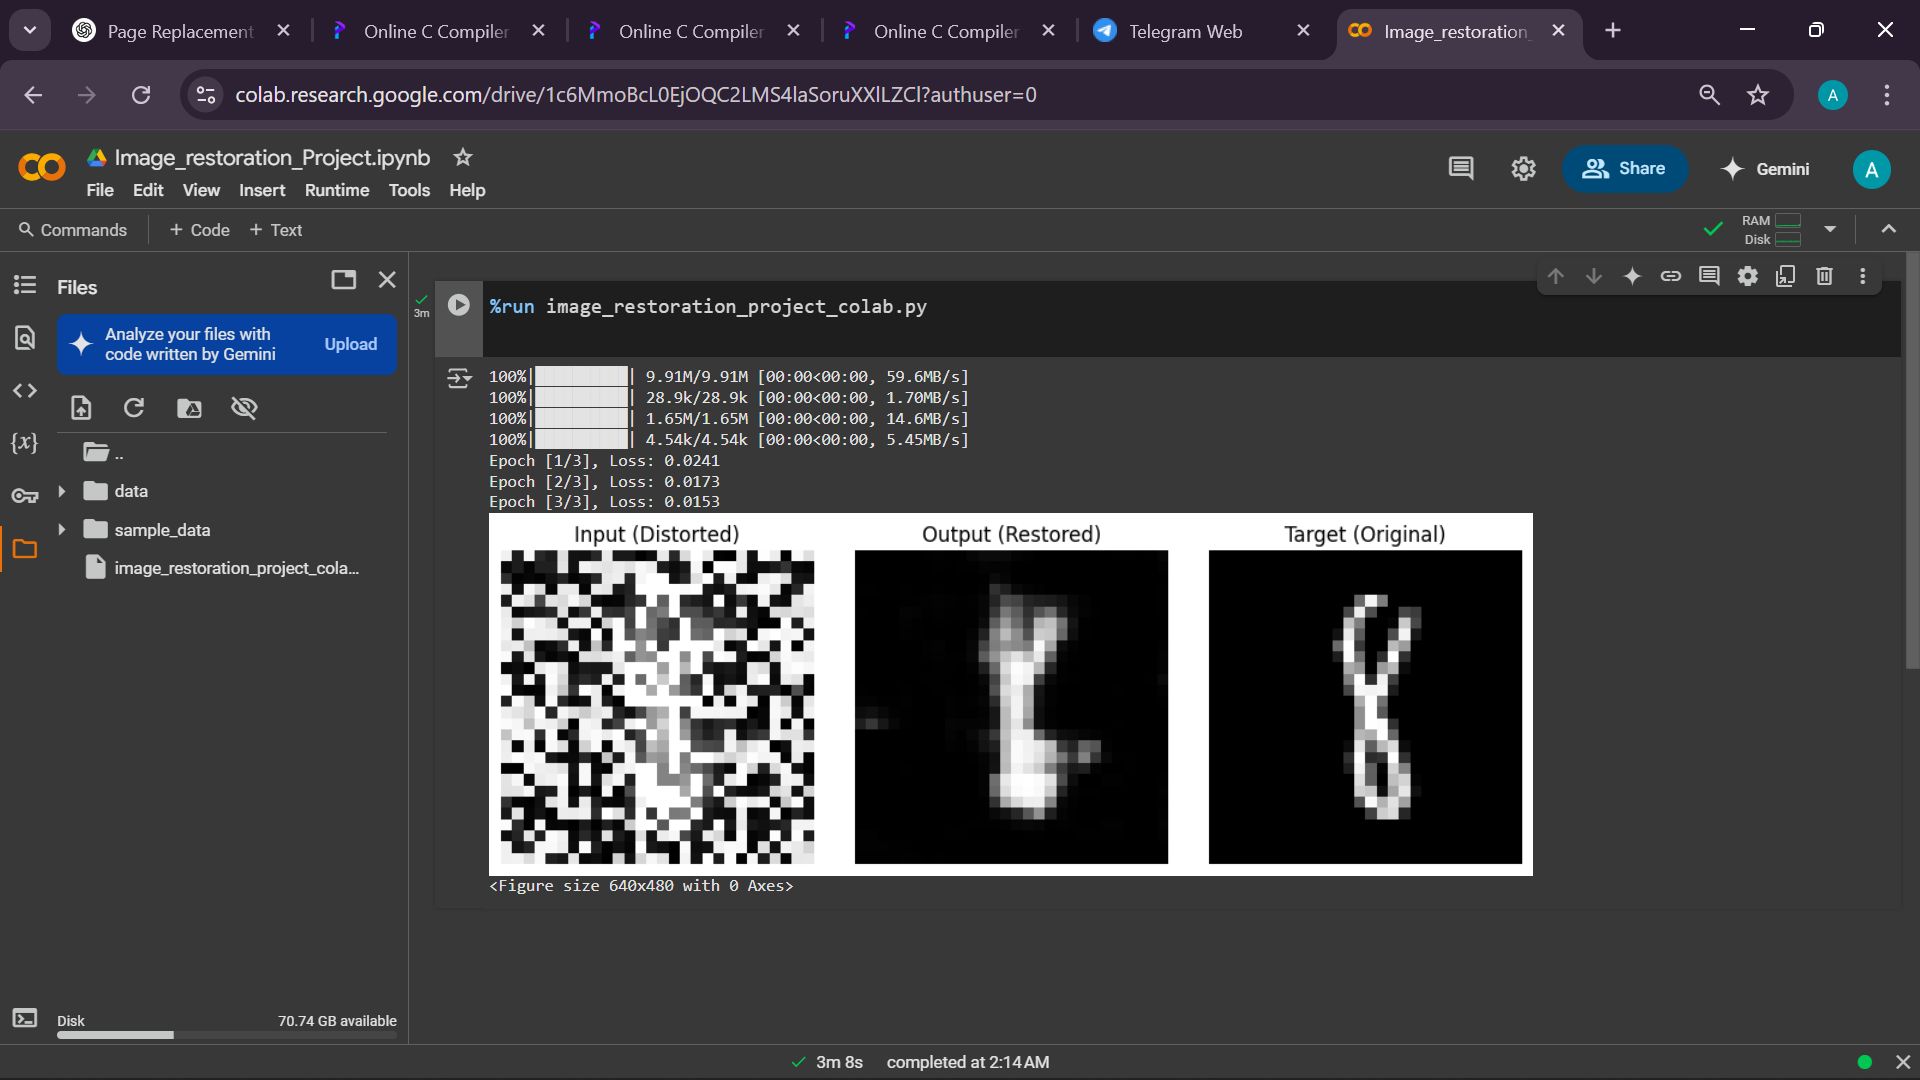 Page Replacement
Online C Compiler
Online C Compiler
Online C Compiler
Telegram Web
Image_restoration_
colab.research.google.com/drive/1c6MmoBcL0EjOQC2LMS4laSoruXXlLZCl?authuser=0
A
Image_restoration_Project.ipynb
File Edit View Insert Runtime Tools Help
Share
Gemini
A
Commands
+ Code + Text
RAM
Disk
Files
Analyze your files with
code written by Gemini
Upload
{x}
..
data
sample_data
image_restoration_project_cola...
Disk
70.74 GB available
3m
%run image_restoration_project_colab.py
100%| | 9.91M/9.91M [00:00<00:00, 59.6MB/s]
100%| | 28.9k/28.9k [00:00<00:00, 1.70MB/s]
100%| | 1.65M/1.65M [00:00<00:00, 14.6MB/s]
100%| | 4.54k/4.54k [00:00<00:00, 5.45MB/s]
Epoch [1/3], Loss: 0.0241
Epoch [2/3], Loss: 0.0173
Epoch [3/3], Loss: 0.0153
Input (Distorted)
Output (Restored)
Target (Original)
<Figure size 640x480 with 0 Axes>
3m 8s completed at 2:14 AM